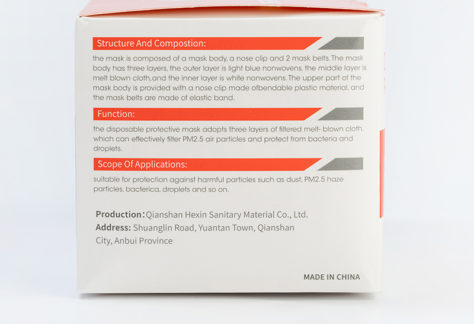 Structure And Compostion:
the mask is composed of a mask body, a nose clip and 2 mask belts.The mask
body has three layers, the outer layer is light blue nonwovens, the middle layer is
melt blown cloth,and the inner layer is white nonwovens.The upper part of the
mask body is provided with a nose clip made ofbendable plastic material, and
the mask belts are made of elastic band.
Function:
the disposable protective mask adopts three layers of filtered melt- blown cloth,
which can effectively filter PM2.5 air particles and protect from bacteria and
droplets.
Scope Of Applications:
suitable for protection against harmful particles such as dust, PM2.5 haze
particles, bacterica, droplets and so on.
Production: Qianshan Hexin Sanitary Material Co., Ltd.
Address: Shuanglin Road, Yuantan Town, Qianshan
City, Anbui Province
MADE IN CHINA